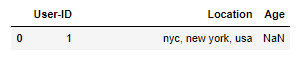 User-ID Location Age
0 1 nyc, new york, usa NaN